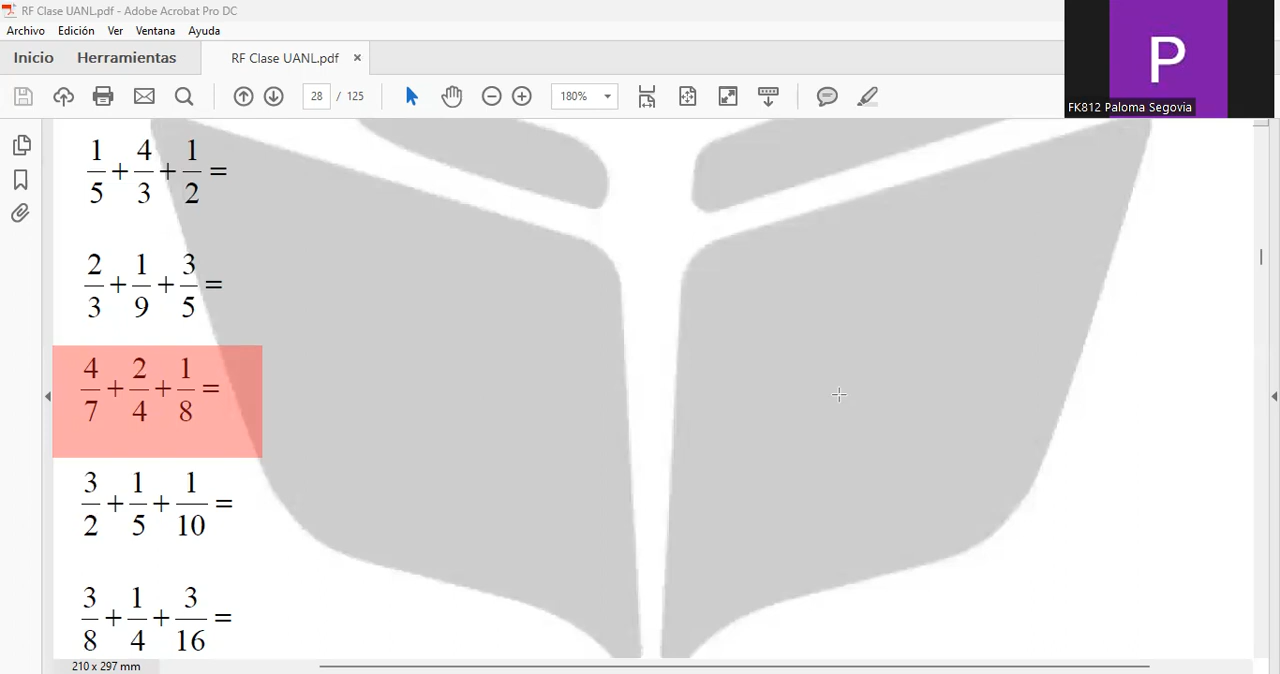 RF Clase UANL.pdf - Adobe Acrobat Pro DC
Archivo Edición Ver Ventana Ayuda
Inicio Herramientas RF Clase UANL.pdf ×
28 / 125 180%
P
FK812 Paloma Segovia
1/5 + 4/3 + 1/2 =
2/3 + 1/9 + 3/5 =
4/7 + 2/4 + 1/8 =
3/2 + 1/5 + 1/10 =
3/8 + 1/4 + 3/16 =
210 x 297 mm